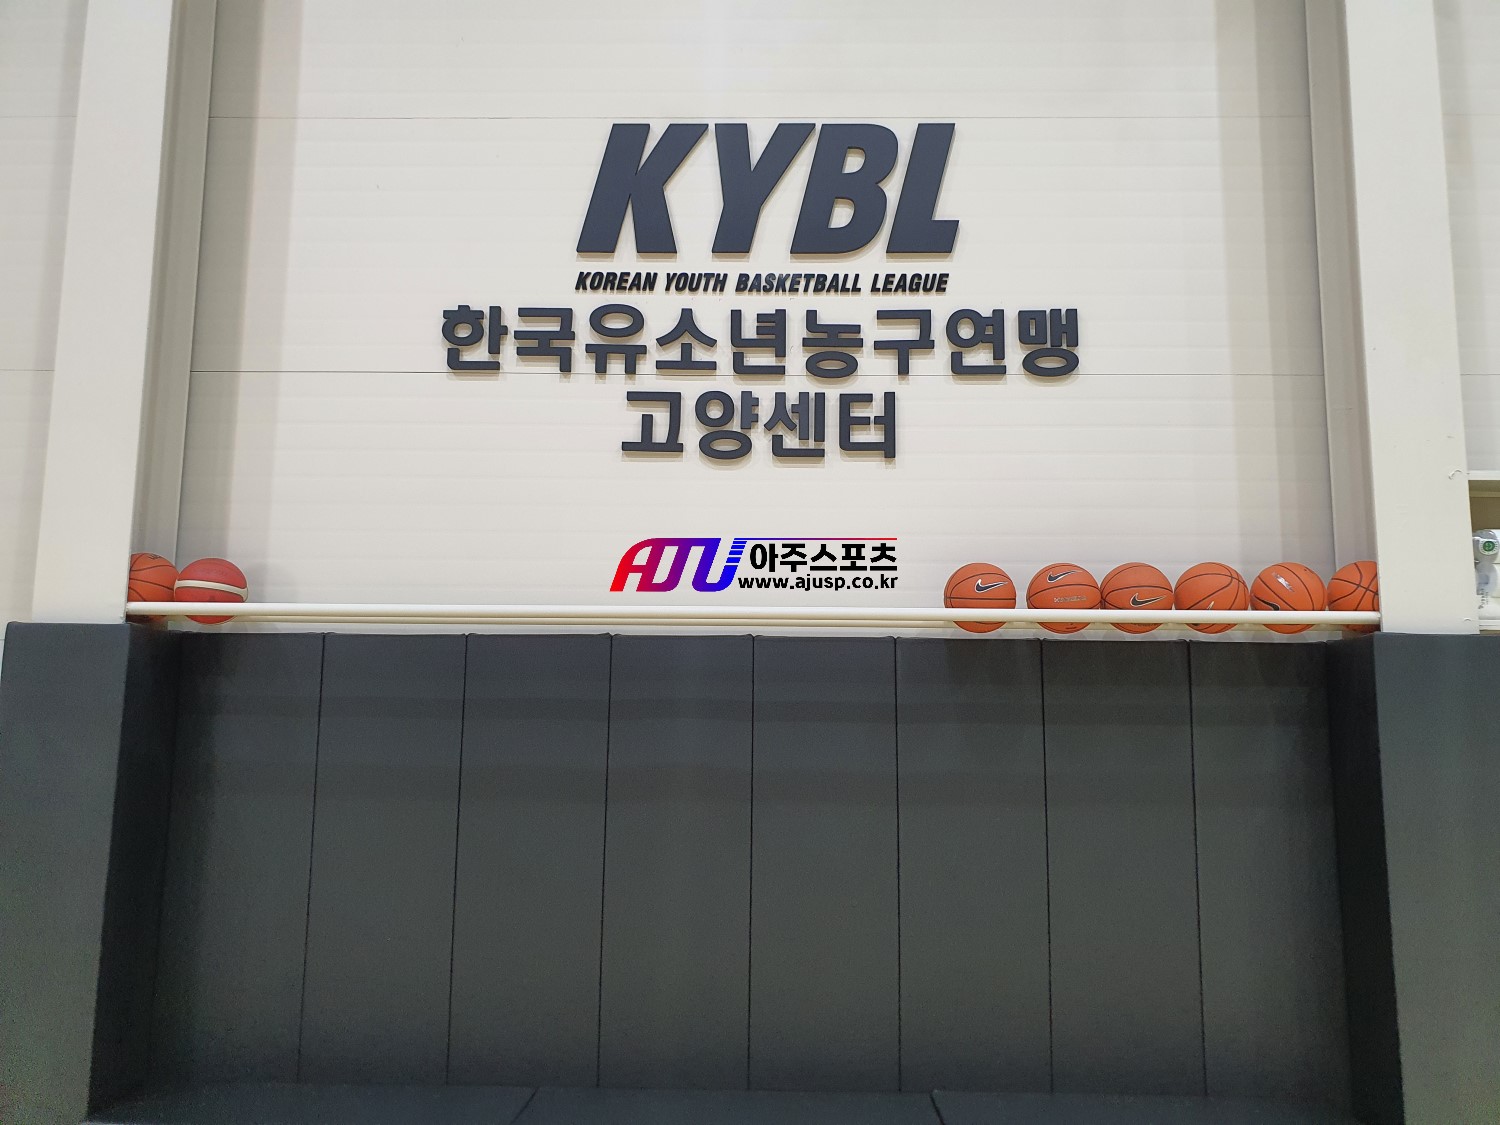 KYBL
KOREAN YOUTH BASKETBALL LEAGUE
한국유소년농구연맹
고양센터
AJU 아주스포츠
www.ajusp.co.kr